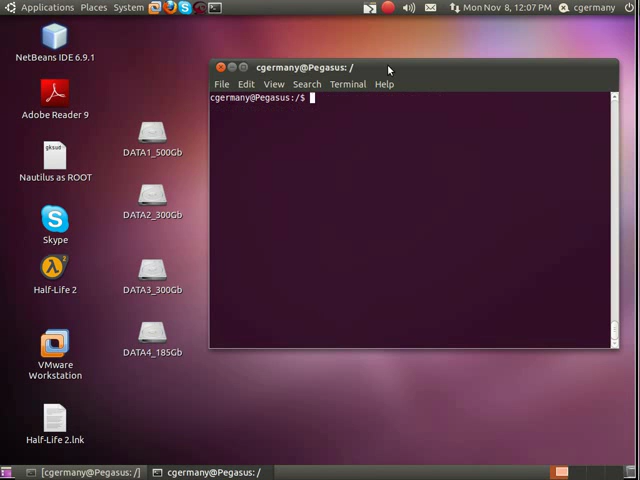 Applications Places System
Mon Nov 8, 12:07 PM cgermany
NetBeans IDE 6.9.1
Adobe Reader 9
gksud
Nautilus as ROOT
Skype
Half-Life 2
VMware
Workstation
Half-Life 2.lnk
DATA1_500Gb
DATA2_300Gb
DATA3_300Gb
DATA4_185Gb
cgermany@Pegasus: /
File Edit View Search Terminal Help
cgermany@Pegasus:/$
[cgermany@Pegasus: /]
cgermany@Pegasus: /